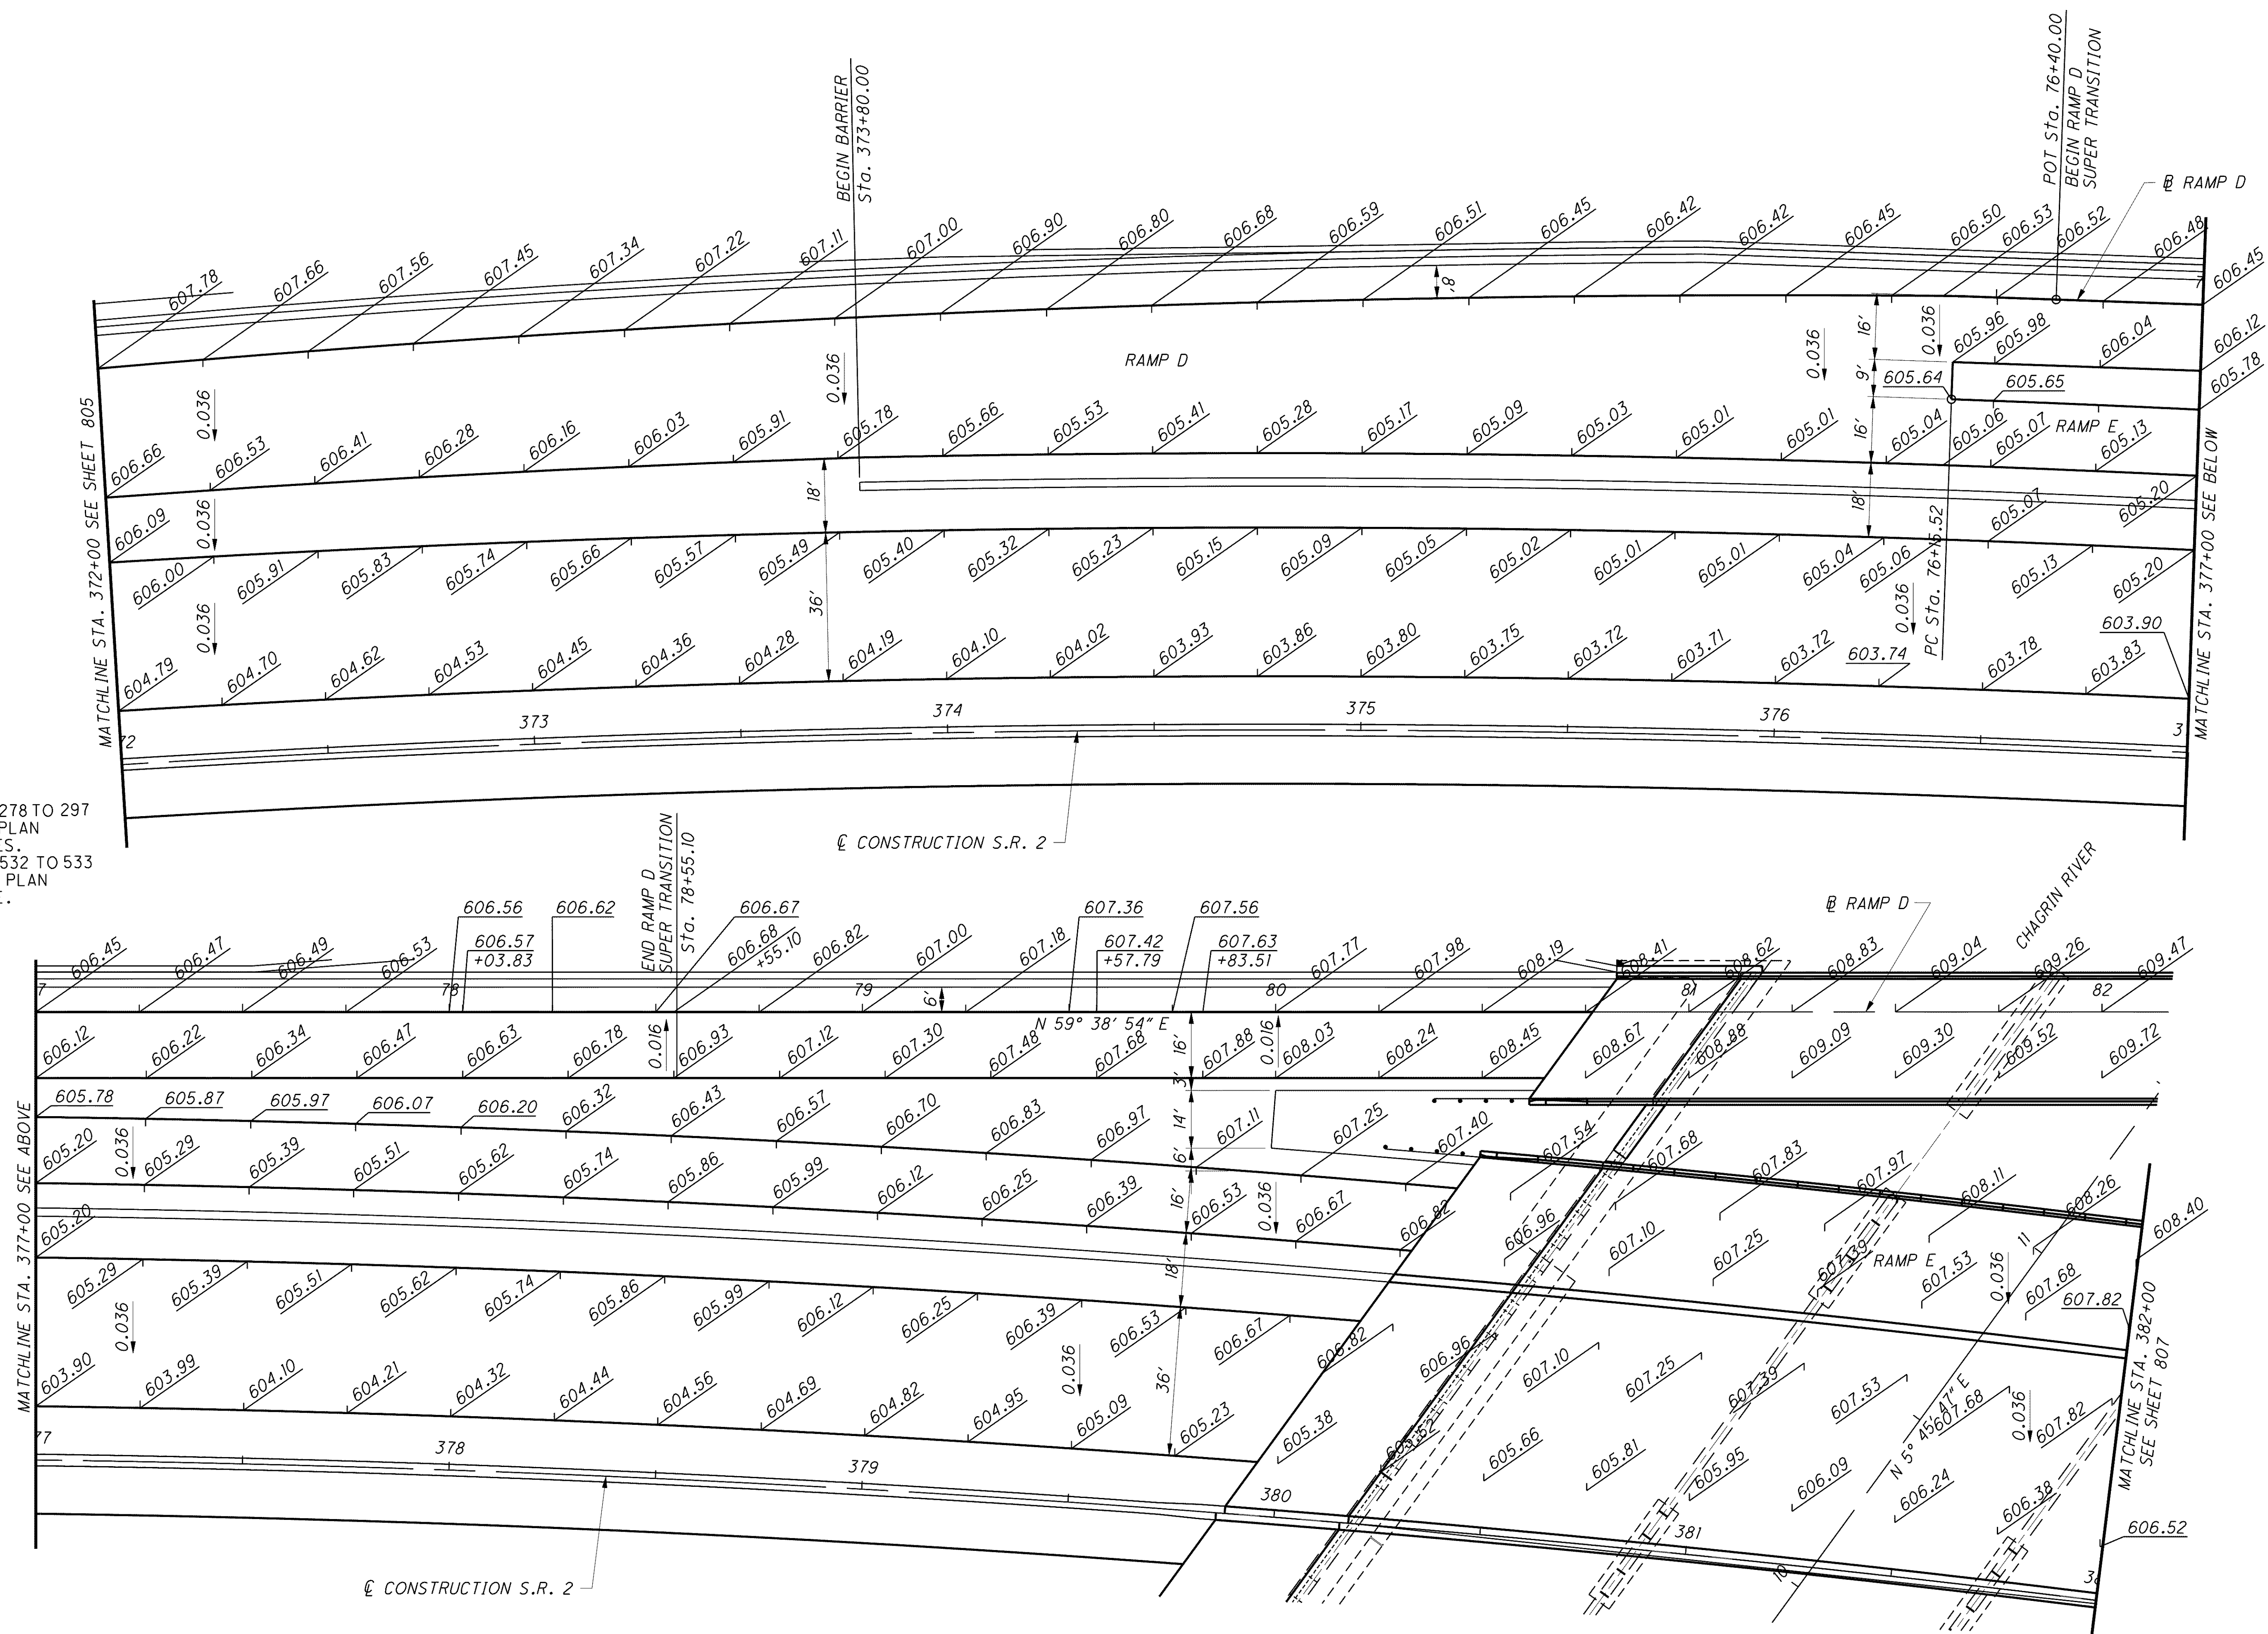 POT Sta. 76+40.00
BEGIN RAMP D
SUPER TRANSITION
BEGIN BARRIER
Sta. 373+80.00
℄ RAMP D
607.78 607.66 607.56 607.45 607.34 607.22 607.11 607.00 606.90 606.80 606.68 606.59 606.51 606.45 606.42 606.42 606.45 606.50 606.53 606.52 606.48 606.45
8'
16' 0.036 605.96 605.98 606.04 606.12
0.036 0.036 RAMP D 0.036 9' 605.64 605.65 605.78
606.66 606.53 606.41 606.28 606.16 606.03 605.91 605.78 605.66 605.53 605.41 605.28 605.17 605.09 605.03 605.01 605.01 16' 605.04 605.06 605.07 RAMP E 605.13
MATCHLINE STA. 372+00 SEE SHEET 805
606.09 0.036 18' 18' 605.07 605.20
606.00 605.91 605.83 605.74 605.66 605.57 605.49 605.40 605.32 605.23 605.15 605.09 605.05 605.02 605.01 605.01 605.04 605.06 605.13 605.20
PC Sta. 76+15.52
MATCHLINE STA. 377+00 SEE BELOW
0.036 36' 0.036
604.79 604.70 604.62 604.53 604.45 604.36 604.28 604.19 604.10 604.02 603.93 603.86 603.80 603.75 603.72 603.71 603.72 603.74 603.78 603.83 603.90
72 373 374 375 376 3
℄ CONSTRUCTION S.R. 2
278 TO 297
PLAN
ES.
532 TO 533
PLAN
E.
END RAMP D
SUPER TRANSITION
Sta. 78+55.10
606.56 606.62 606.67 607.36 607.56
606.57
+03.83
606.68
+55.10
607.42
+57.79
607.63
+83.51
℄ RAMP D
CHAGRIN RIVER
606.45 606.47 606.49 606.53 606.82 607.00 607.18 607.77 607.98 608.19 608.41 608.62 608.83 609.04 609.26 609.47
7 78 79 6' 80 81 82
N 59° 38' 54" E
606.12 606.22 606.34 606.47 606.63 606.78 0.016 606.93 607.12 607.30 607.48 607.68 16' 607.88 0.016 608.03 608.24 608.45 608.67 608.88 609.09 609.30 609.52 609.72
3'
605.78 605.87 605.97 606.07 606.20 606.32 606.43 606.57 606.70 606.83 606.97 14' 607.11 607.25 607.40 607.54 607.68 607.83 607.97 608.11 608.26 608.40
6'
605.20 0.036 605.29 605.39 605.51 605.62 605.74 605.86 605.99 606.12 606.25 606.39 16' 606.53 0.036 606.67 606.82 606.96 607.10 607.25 607.39 RAMP E 607.53 0.036 607.68 607.82
11
MATCHLINE STA. 377+00 SEE ABOVE
605.20 18'
605.29 605.39 605.51 605.62 605.74 605.86 605.99 606.12 606.25 606.39 606.53 606.67 606.82 606.96 607.10 607.25 607.39 607.53 607.68 607.82
0.036 0.036 36' 0.036
N 5° 45' 47" E
MATCHLINE STA. 382+00
SEE SHEET 807
603.90 603.99 604.10 604.21 604.32 604.44 604.56 604.69 604.82 604.95 605.09 605.23 605.38 605.52 605.66 605.81 605.95 606.09 606.24 606.38 606.52
77 378 379 380 381 38
10
℄ CONSTRUCTION S.R. 2